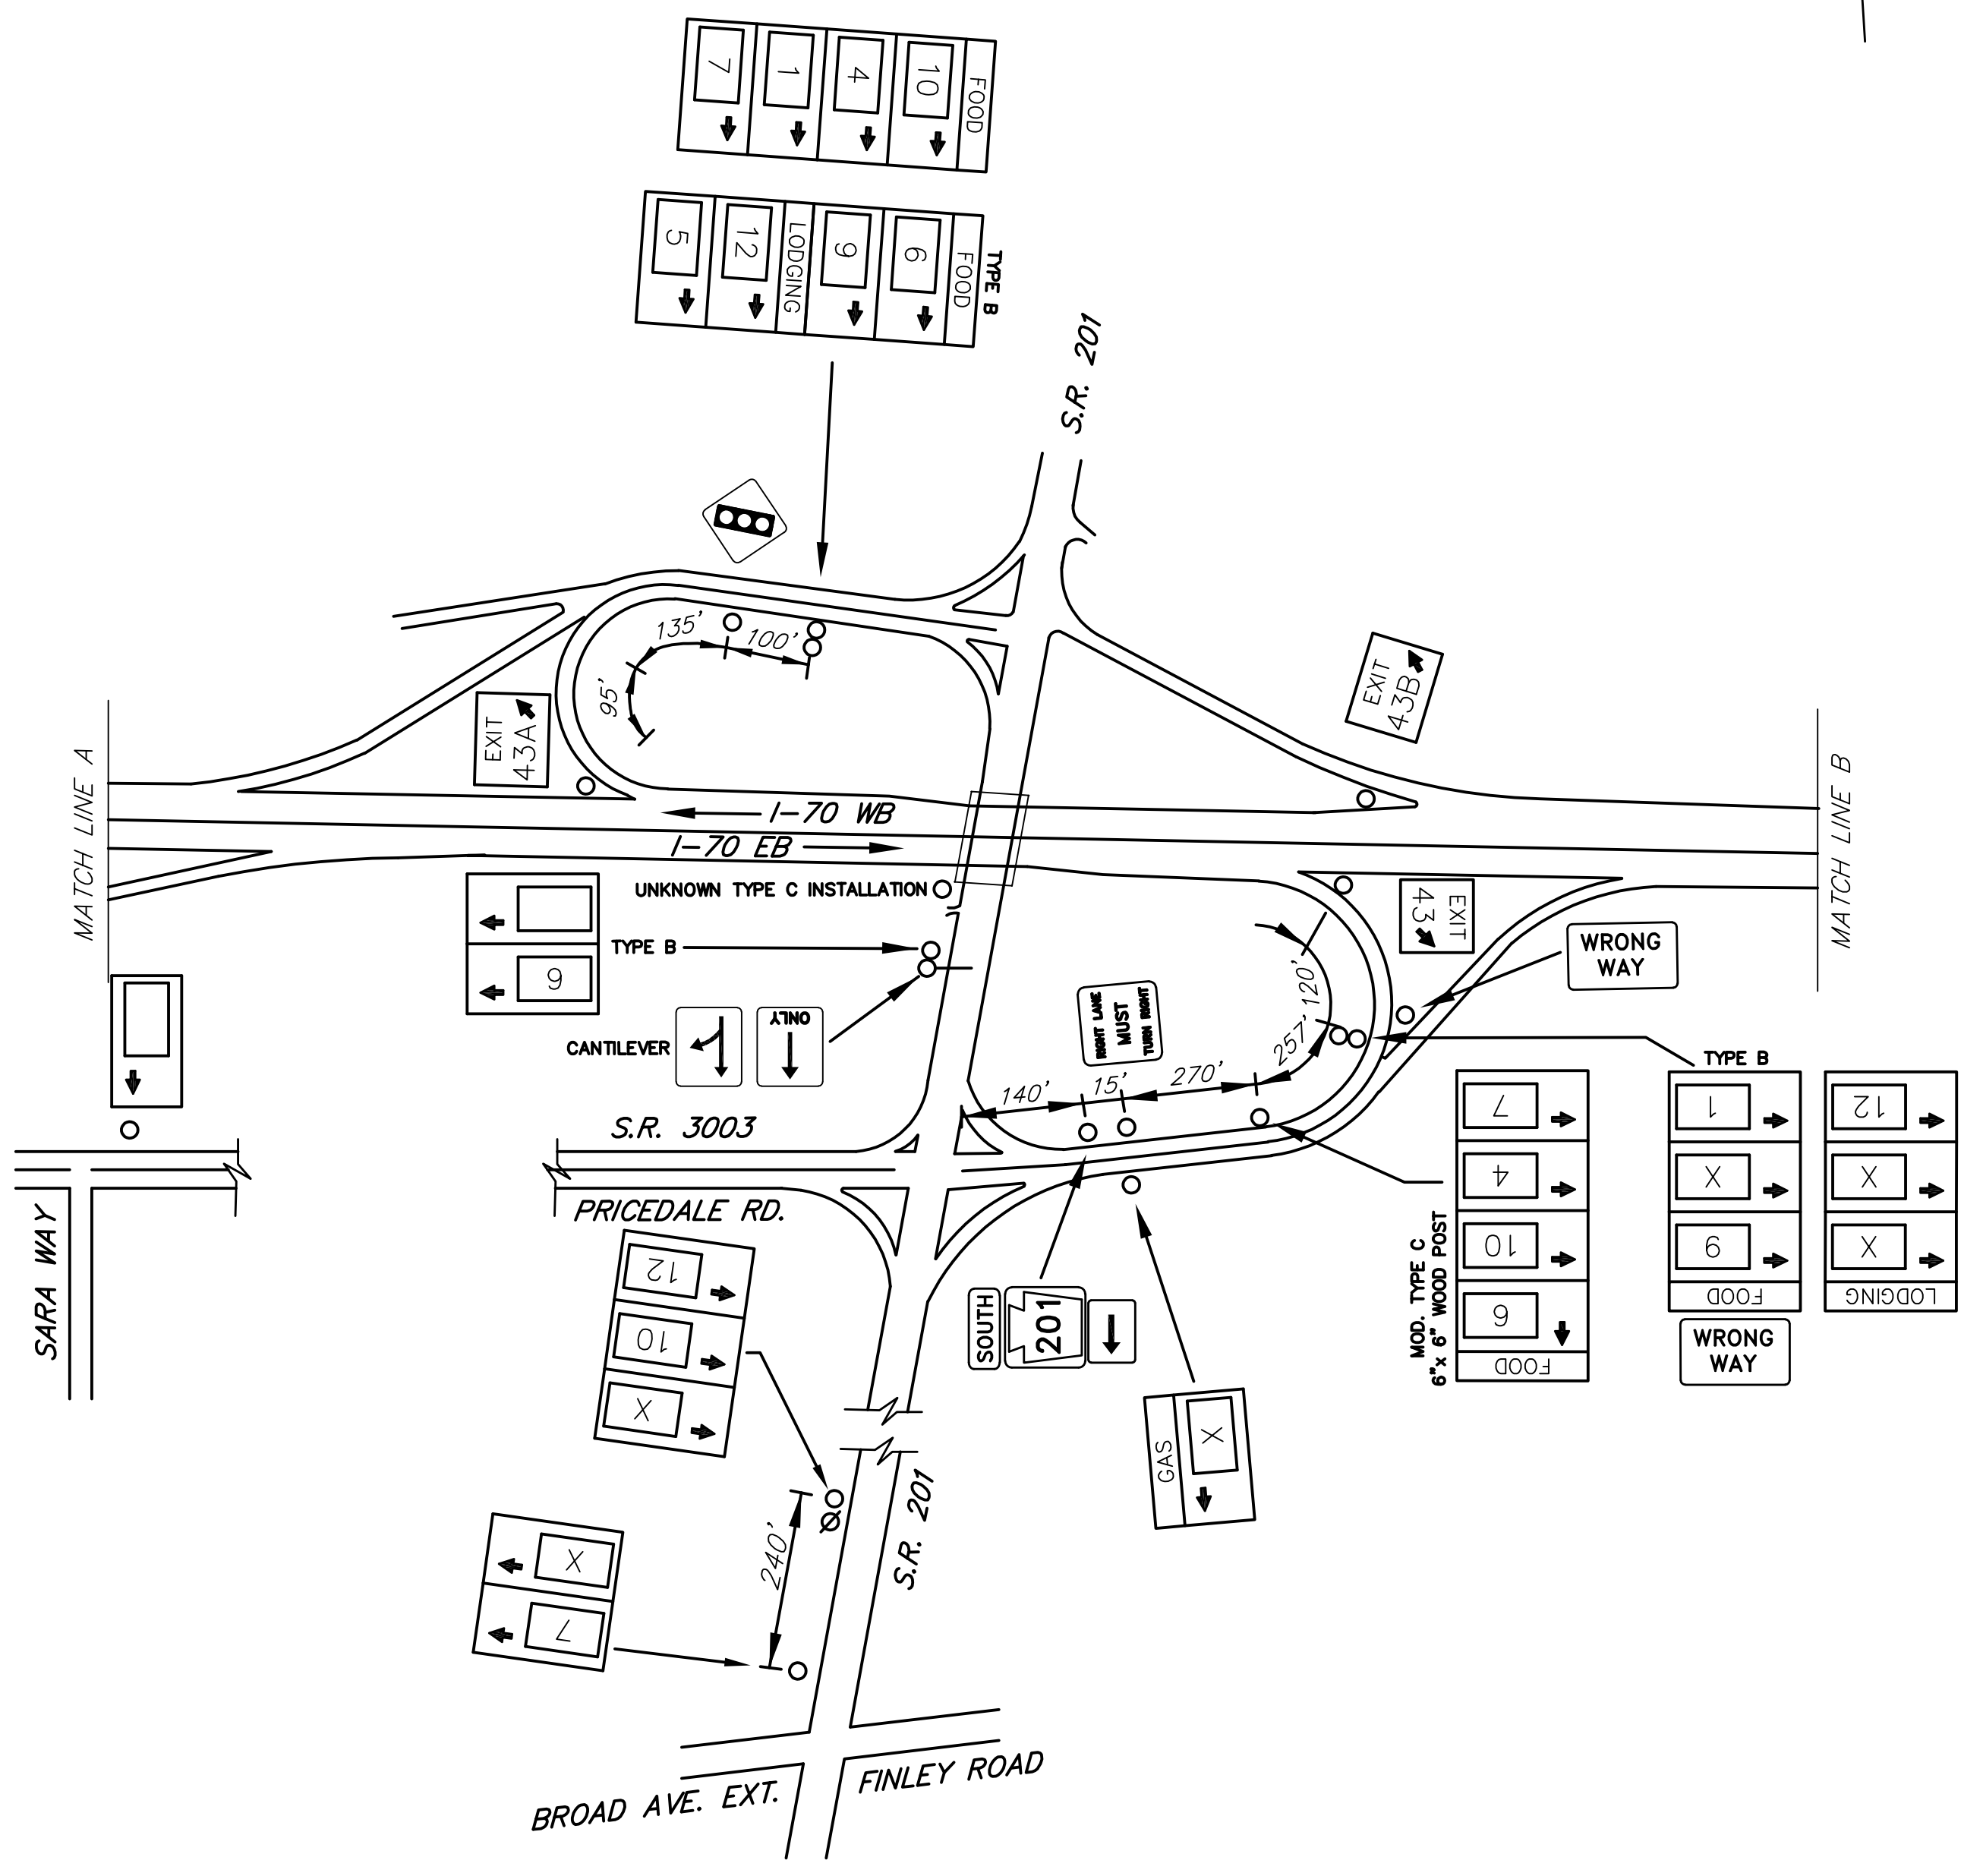 7
1
4
10
FOOD
5
12
LODGING
9
6
FOOD
TYPE B
S.R. 201
135'
100'
95'
EXIT
43A
EXIT
43B
MATCH LINE A
I-70 WB
I-70 EB
MATCH LINE B
UNKNOWN TYPE C INSTALLATION
TYPE B
6
EXIT
43
WRONG
WAY
CANTILEVER
ONLY
RIGHT LANE
MUST
TURN RIGHT
120'
257'
270'
15'
140'
TYPE B
S.R. 3003
PRICEDALE RD.
SARA WAY
12
10
X
SOUTH
201
MOD. TYPE C
6"x 6" WOOD POST
7
4
10
6
FOOD
1
X
9
FOOD
12
X
X
LODGING
WRONG
WAY
GAS
X
S.R. 201
240'
X
7
BROAD AVE. EXT.
FINLEY ROAD